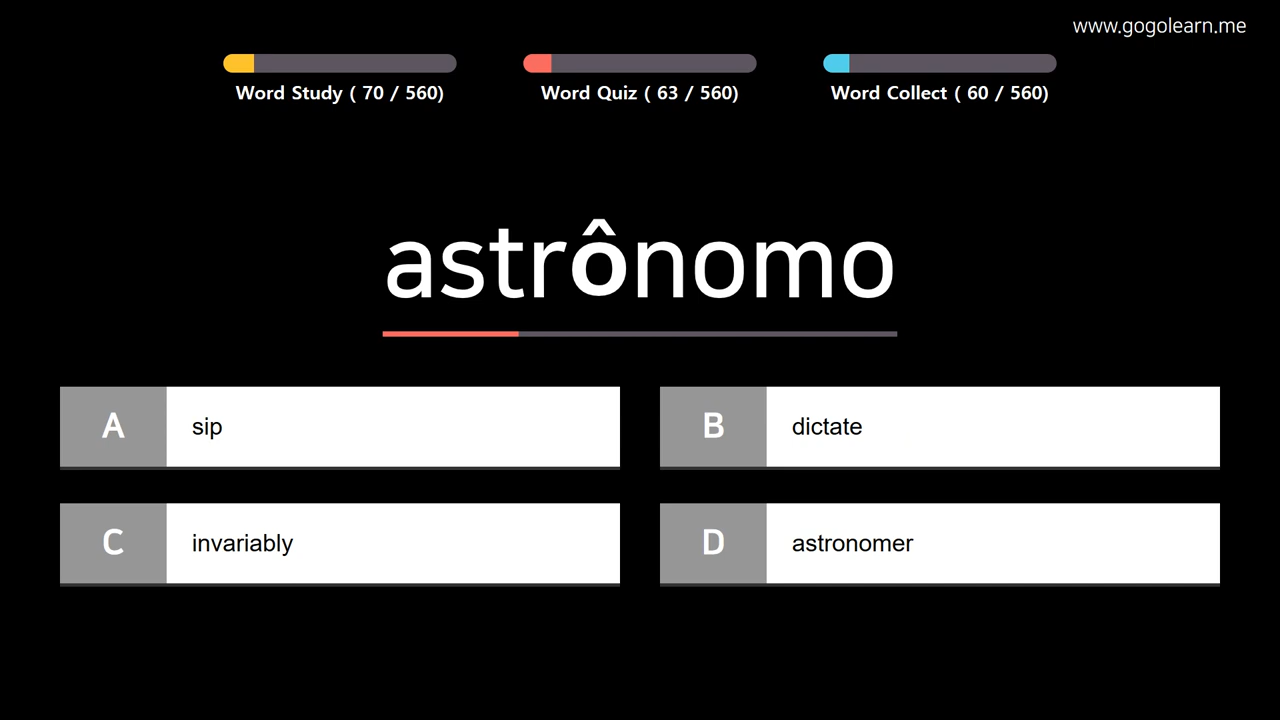 www.gogolearn.me
Word Study ( 70 / 560)
Word Quiz ( 63 / 560)
Word Collect ( 60 / 560)
astrônomo
A sip
B dictate
C invariably
D astronomer